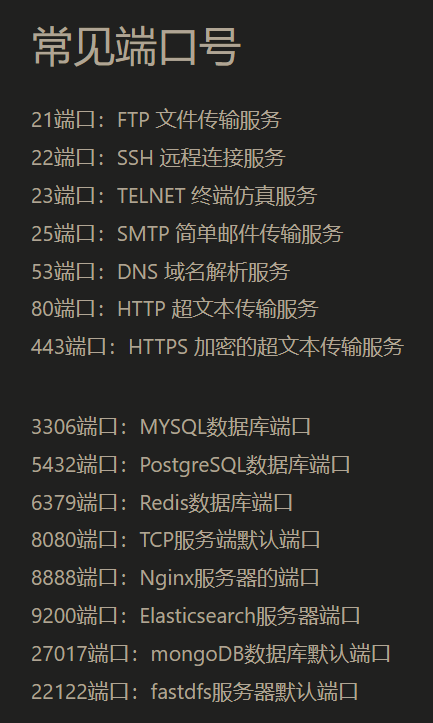 常见端口号
21端口：FTP 文件传输服务
22端口：SSH 远程连接服务
23端口：TELNET 终端仿真服务
25端口：SMTP 简单邮件传输服务
53端口：DNS 域名解析服务
80端口：HTTP 超文本传输服务
443端口：HTTPS 加密的超文本传输服务
3306端口：MYSQL数据库端口
5432端口：PostgreSQL数据库端口
6379端口：Redis数据库端口
8080端口：TCP服务端默认端口
8888端口：Nginx服务器的端口
9200端口：Elasticsearch服务器端口
27017端口：mongoDB数据库默认端口
22122端口：fastdfs服务器默认端口